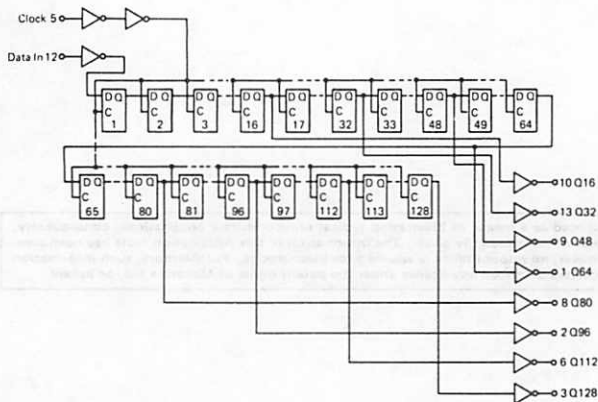 Clock 5
Data In 12
D Q D Q D Q D Q D Q D Q D Q D Q D Q D Q
C C C C C C C C C C
1 2 3 16 17 32 33 48 49 64
D Q D Q D Q D Q D Q D Q D Q D Q
C C C C C C C C
65 80 81 96 97 112 113 128
10 Q16
13 Q32
9 Q48
1 Q64
8 Q80
2 Q96
6 Q112
3 Q128